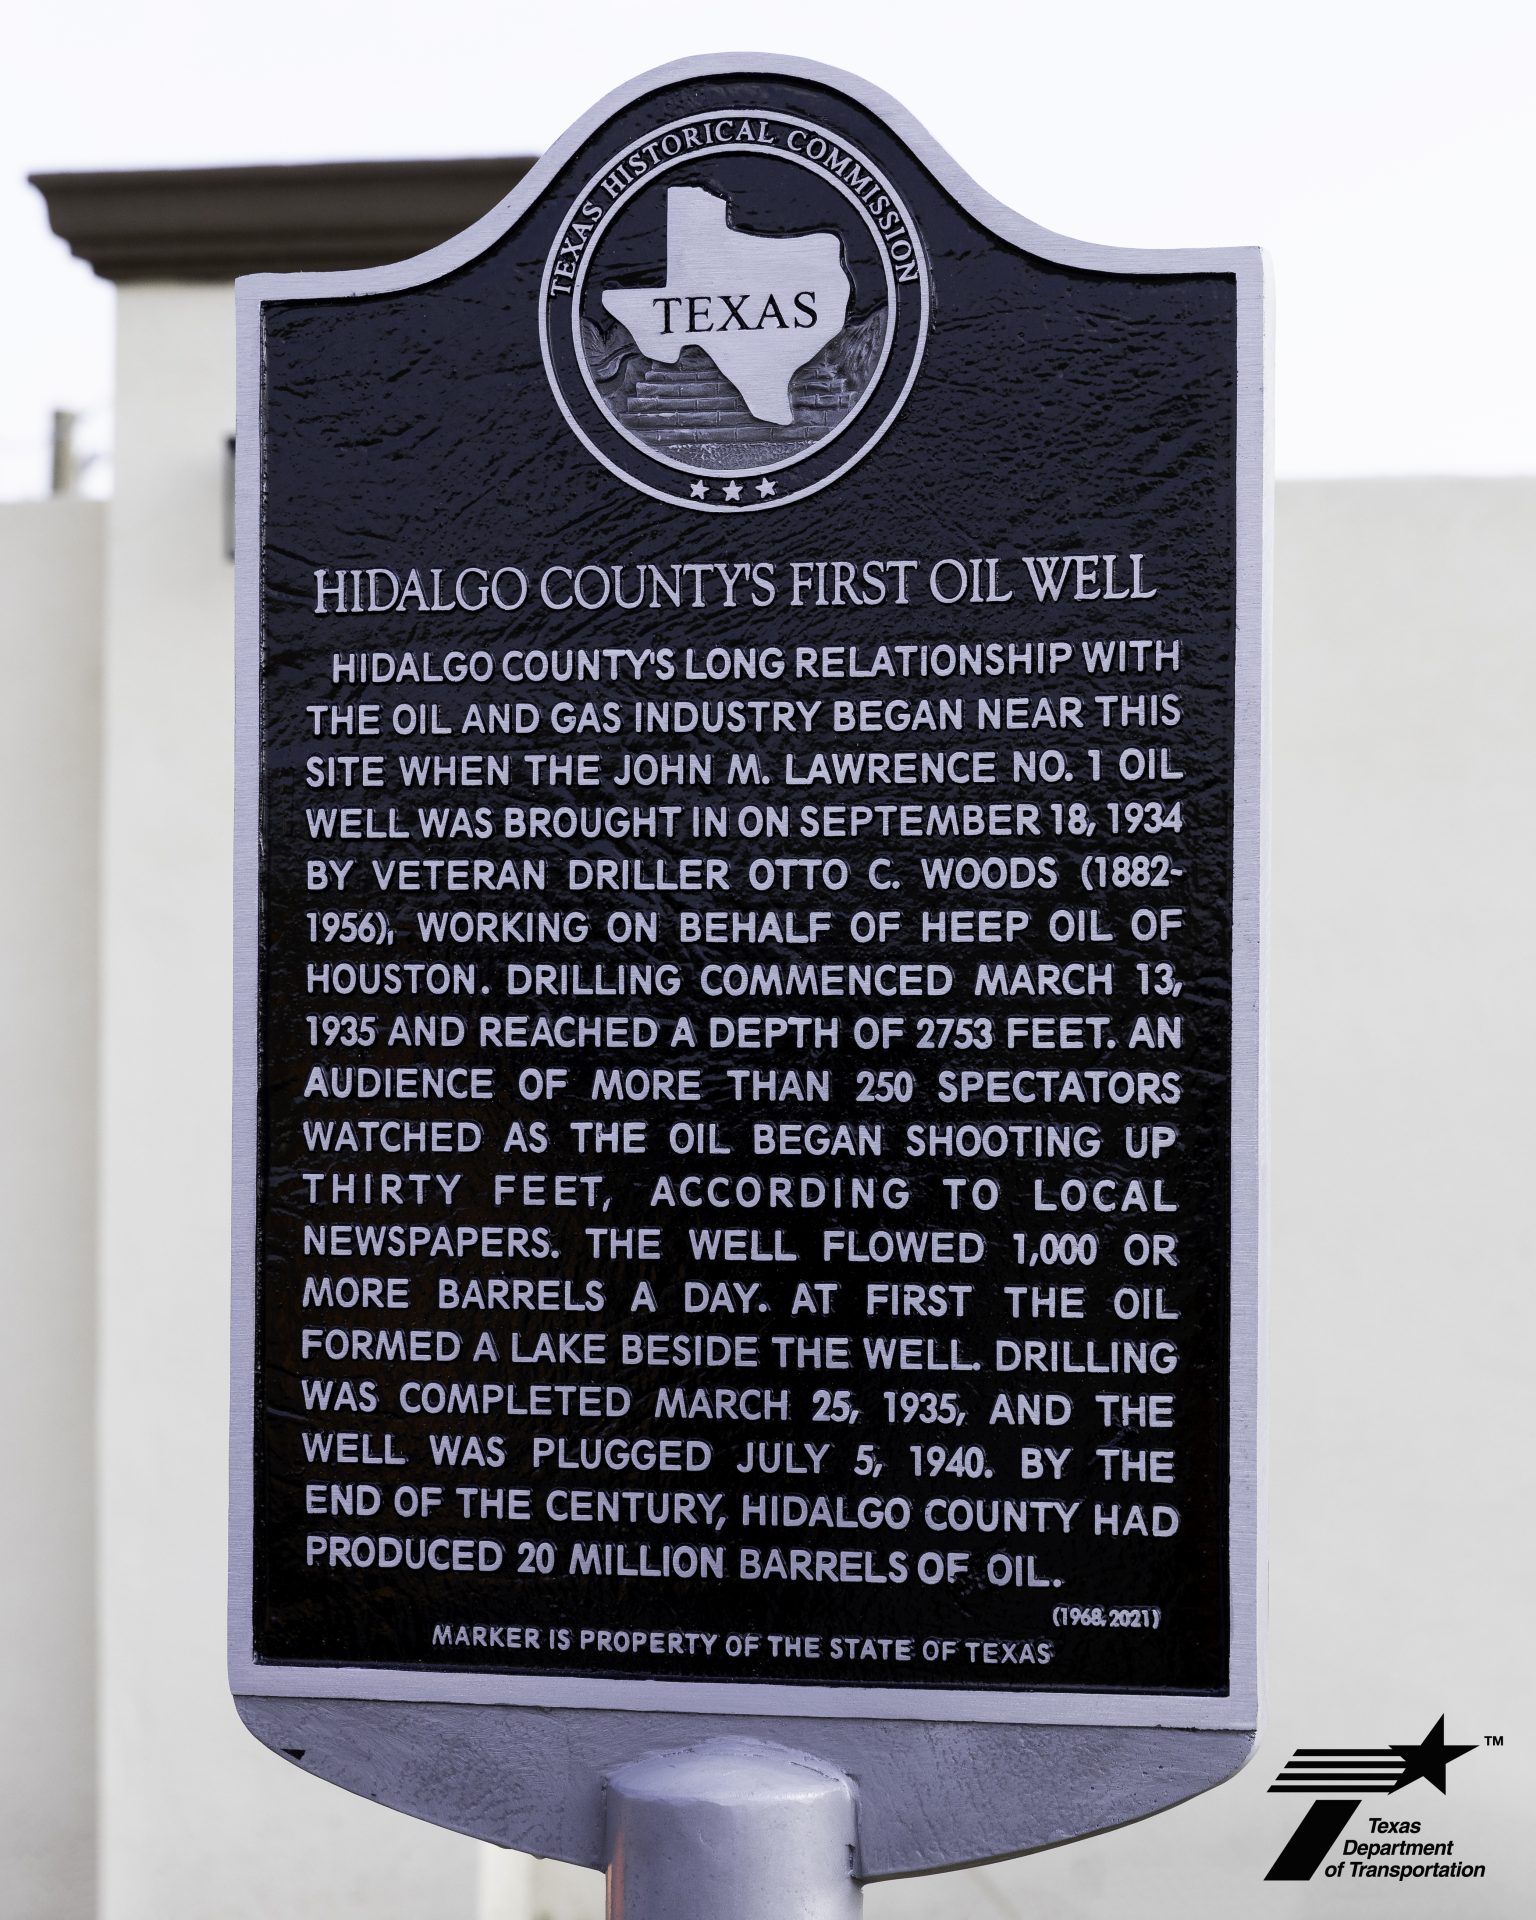 TEXAS HISTORICAL COMMISSION
TEXAS
HIDALGO COUNTY'S FIRST OIL WELL
HIDALGO COUNTY'S LONG RELATIONSHIP WITH
THE OIL AND GAS INDUSTRY BEGAN NEAR THIS
SITE WHEN THE JOHN M. LAWRENCE NO. 1 OIL
WELL WAS BROUGHT IN ON SEPTEMBER 18, 1934
BY VETERAN DRILLER OTTO C. WOODS (1882-
1956), WORKING ON BEHALF OF HEEP OIL OF
HOUSTON. DRILLING COMMENCED MARCH 13,
1935 AND REACHED A DEPTH OF 2753 FEET. AN
AUDIENCE OF MORE THAN 250 SPECTATORS
WATCHED AS THE OIL BEGAN SHOOTING UP
THIRTY FEET, ACCORDING TO LOCAL
NEWSPAPERS. THE WELL FLOWED 1,000 OR
MORE BARRELS A DAY. AT FIRST THE OIL
FORMED A LAKE BESIDE THE WELL. DRILLING
WAS COMPLETED MARCH 25, 1935, AND THE
WELL WAS PLUGGED JULY 5, 1940. BY THE
END OF THE CENTURY, HIDALGO COUNTY HAD
PRODUCED 20 MILLION BARRELS OF OIL.
(1968, 2021)
MARKER IS PROPERTY OF THE STATE OF TEXAS
TM
Texas
Department
of Transportation